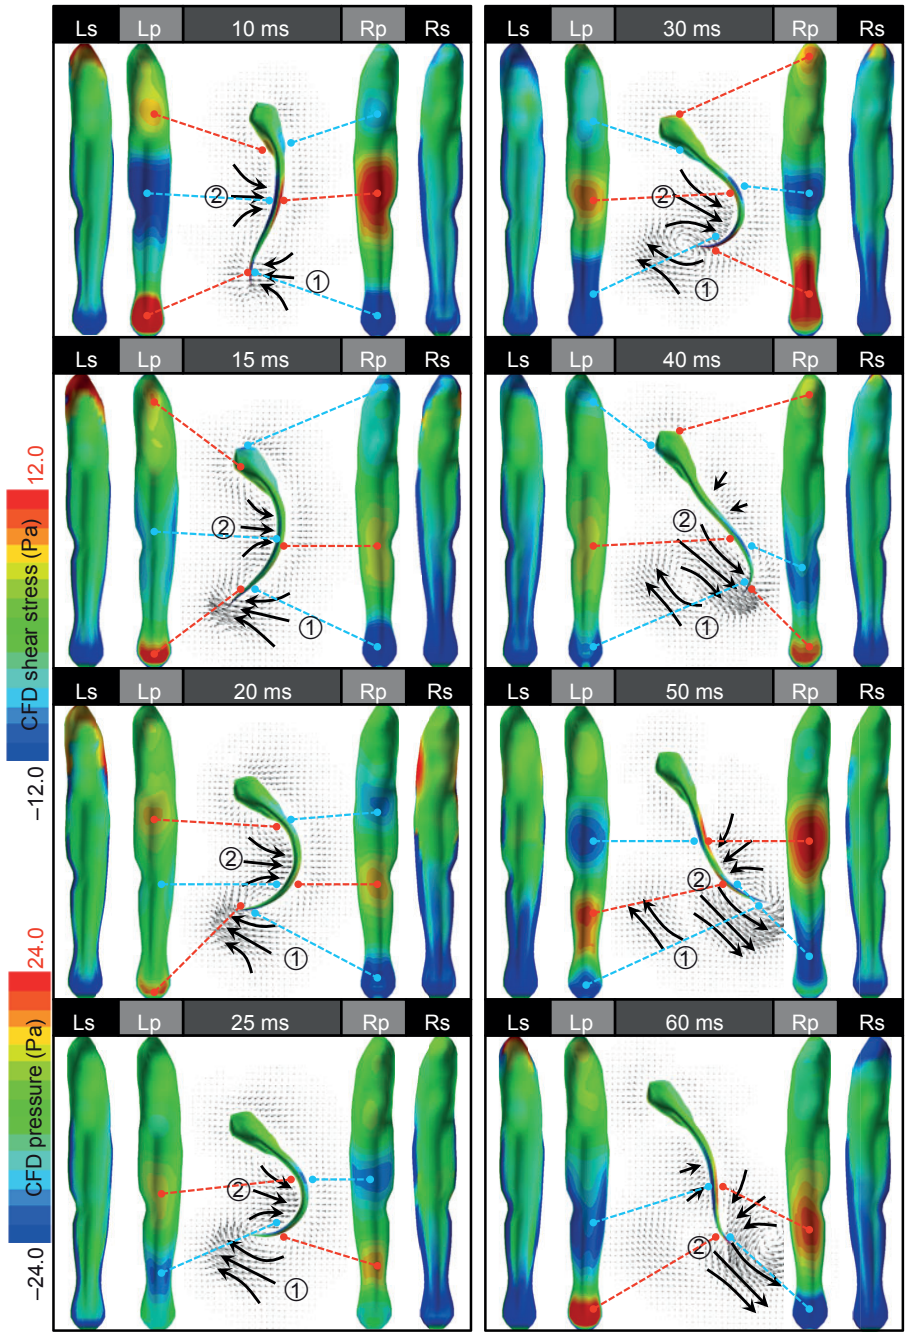 Ls Lp 10 ms Rp Rs
② ①
Ls Lp 30 ms Rp Rs
② ①
Ls Lp 15 ms Rp Rs
② ①
Ls Lp 40 ms Rp Rs
② ①
Ls Lp 20 ms Rp Rs
② ①
Ls Lp 50 ms Rp Rs
② ①
Ls Lp 25 ms Rp Rs
② ①
Ls Lp 60 ms Rp Rs
②
12.0
CFD shear stress (Pa)
–12.0
24.0
CFD pressure (Pa)
–24.0